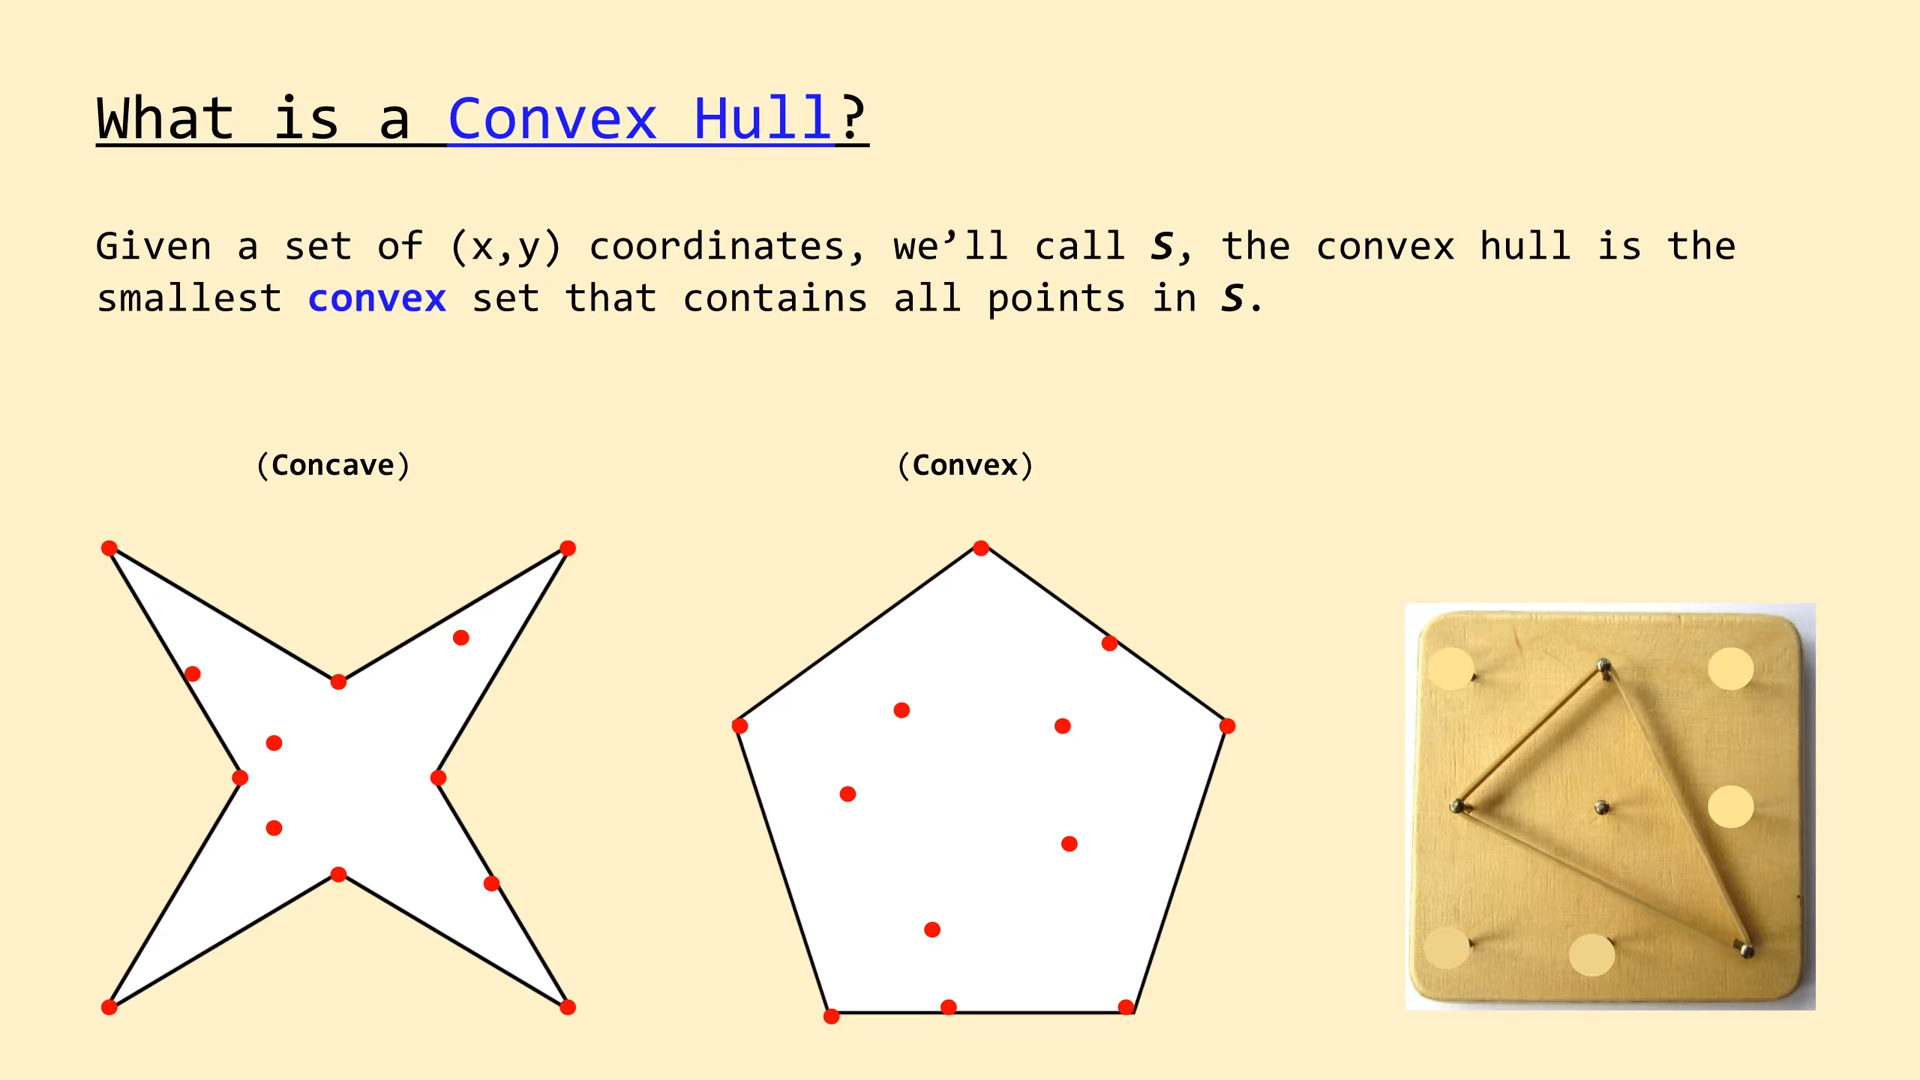 What is a Convex Hull?
Given a set of (x,y) coordinates, we’ll call S, the convex hull is the
smallest convex set that contains all points in S.
(Concave)
(Convex)